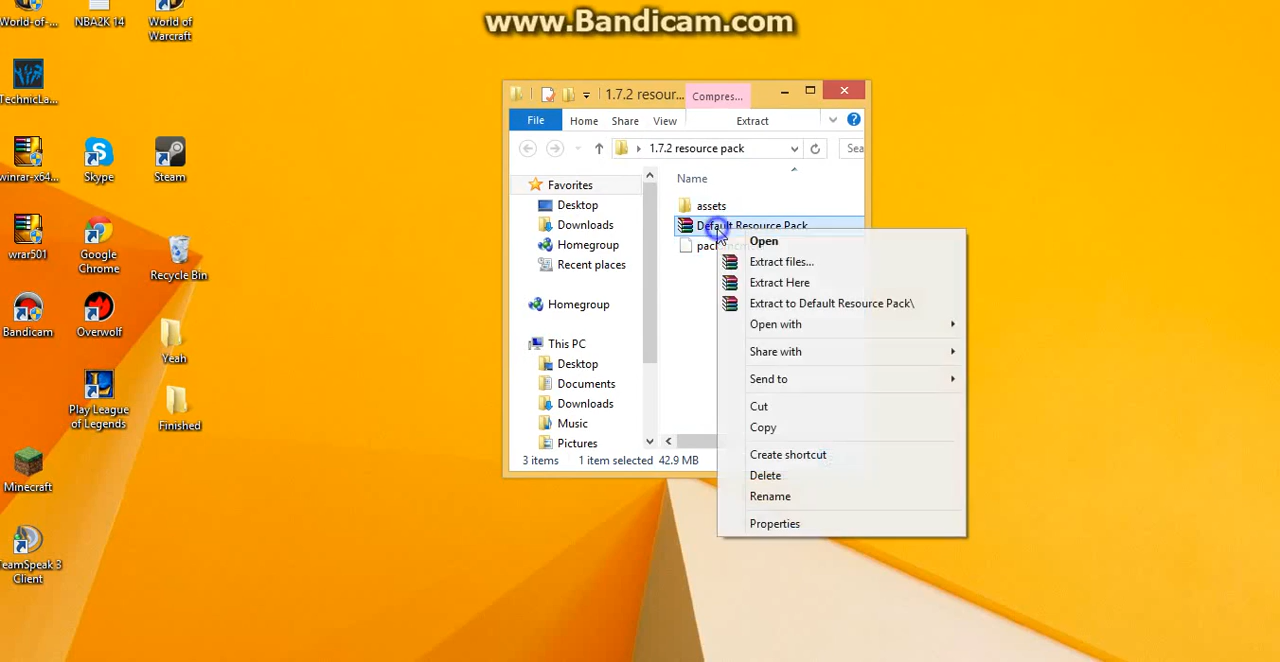 www.Bandicam.com
World-of-...
NBA2K 14
World of
Warcraft
TechnicLa...
winrar-x64...
Skype
Steam
wrar501
Google
Chrome
Recycle Bin
Bandicam
Overwolf
Yeah
Play League
of Legends
Finished
Minecraft
TeamSpeak 3
Client
1.7.2 resour...
Compres...
File
Home
Share
View
Extract
1.7.2 resource pack
Sea
Name
Favorites
Desktop
Downloads
Homegroup
Recent places
Homegroup
This PC
Desktop
Documents
Downloads
Music
Pictures
assets
Default Resource Pack
3 items
1 item selected 42.9 MB
Open
Extract files...
Extract Here
Extract to Default Resource Pack\
Open with
Share with
Send to
Cut
Copy
Create shortcut
Delete
Rename
Properties